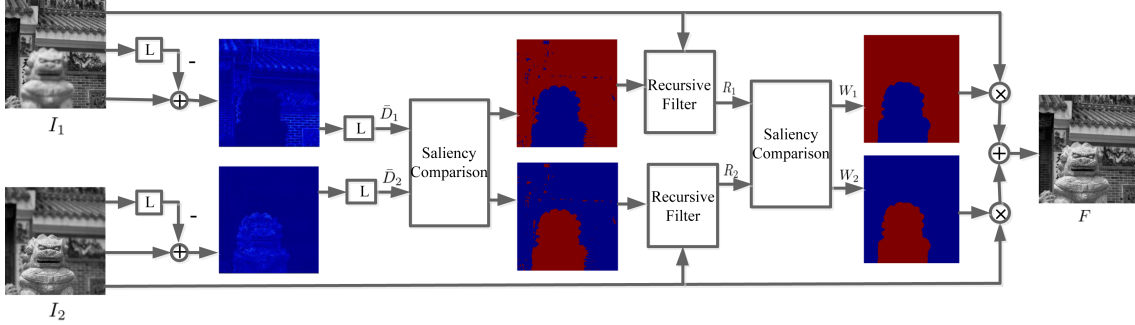 L
-
I₁
L
D̄₁
Saliency
Comparison
Recursive
Filter
R₁
Saliency
Comparison
W₁
L
-
I₂
L
D̄₂
Recursive
Filter
R₂
W₂
F